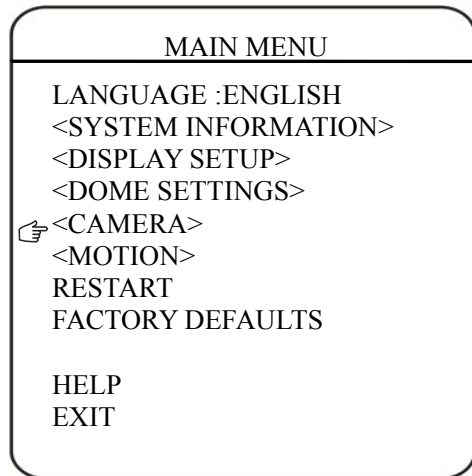 MAIN MENU
LANGUAGE :ENGLISH
<SYSTEM INFORMATION>
<DISPLAY SETUP>
<DOME SETTINGS>
<CAMERA>
<MOTION>
RESTART
FACTORY DEFAULTS
HELP
EXIT